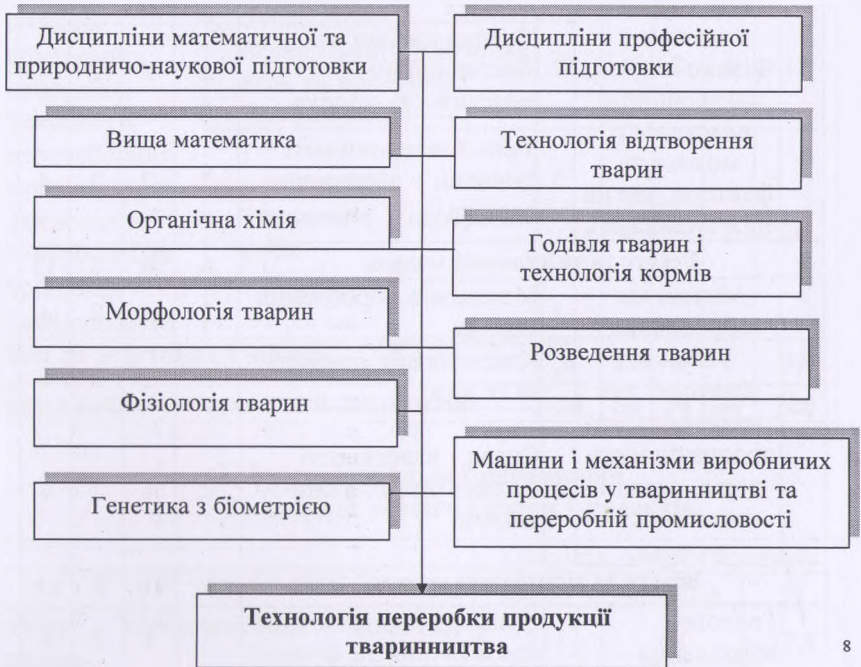 Дисципліни математичної та
природничо-наукової підготовки
Дисципліни професійної
підготовки
Вища математика
Технологія відтворення
тварин
Органічна хімія
Годівля тварин і
технологія кормів
Морфологія тварин
Розведення тварин
Фізіологія тварин
Машини і механізми виробничих
процесів у тваринництві та
переробній промисловості
Генетика з біометрією
Технологія переробки продукції
тваринництва
8